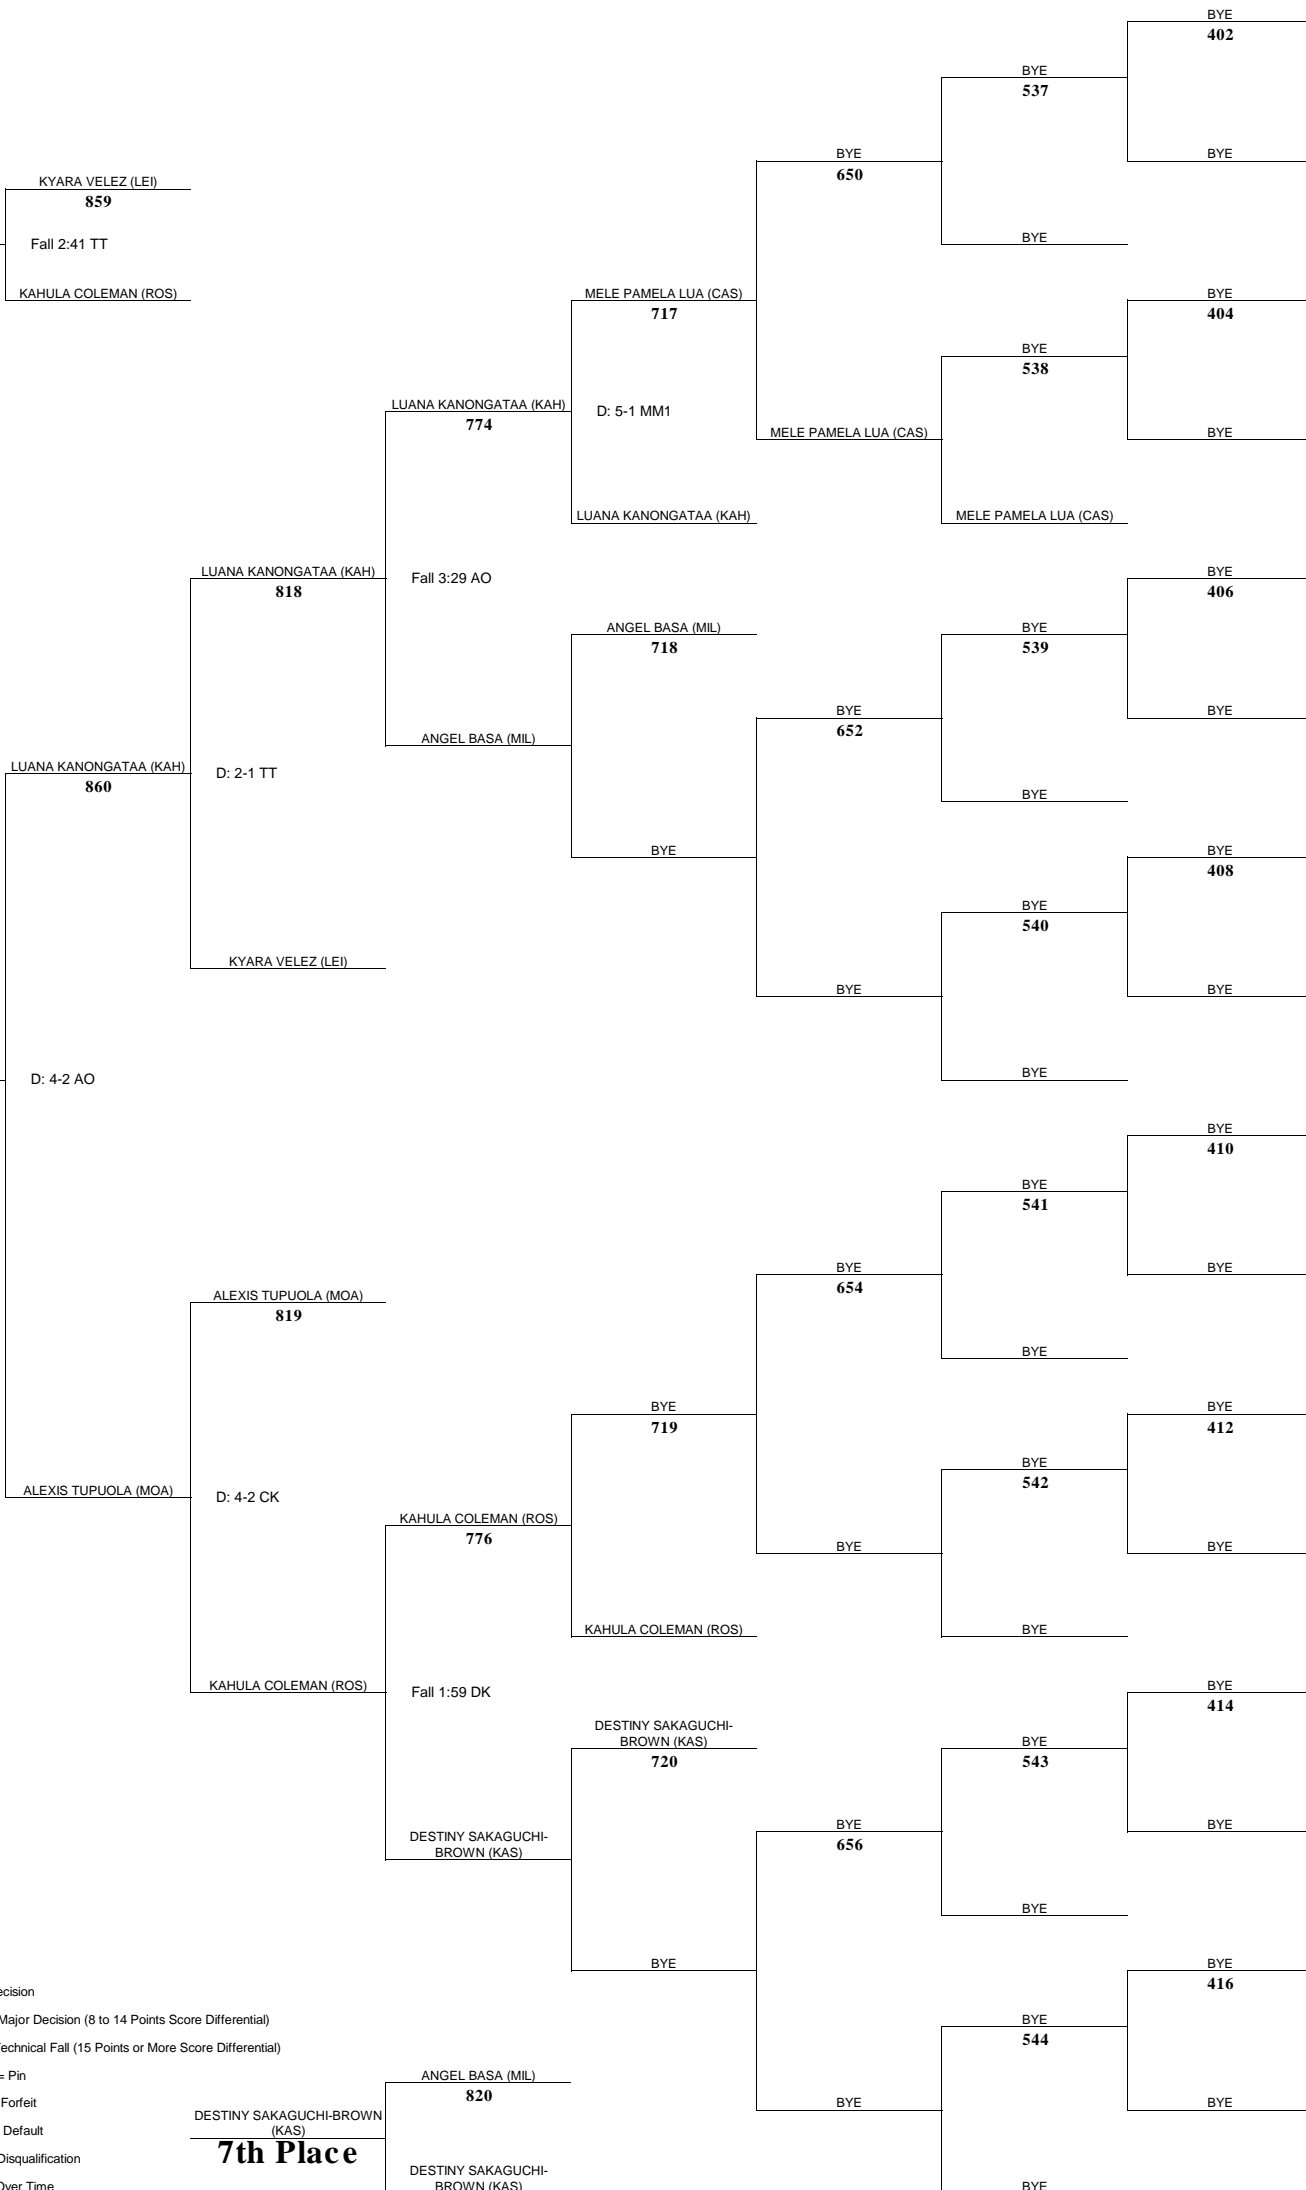 BYE
402
BYE
537
BYE
650
BYE
KYARA VELEZ (LEI)
859
BYE
Fall 2:41 TT
KAHULA COLEMAN (ROS)
MELE PAMELA LUA (CAS)
717
BYE
404
BYE
538
LUANA KANONGATAA (KAH)
774
D: 5-1 MM1
MELE PAMELA LUA (CAS)
BYE
LUANA KANONGATAA (KAH)
MELE PAMELA LUA (CAS)
LUANA KANONGATAA (KAH)
818
Fall 3:29 AO
BYE
406
ANGEL BASA (MIL)
718
BYE
539
BYE
652
BYE
ANGEL BASA (MIL)
LUANA KANONGATAA (KAH)
860
D: 2-1 TT
BYE
BYE
BYE
408
BYE
540
KYARA VELEZ (LEI)
BYE
BYE
D: 4-2 AO
BYE
BYE
410
BYE
541
BYE
654
BYE
ALEXIS TUPUOLA (MOA)
819
BYE
BYE
719
BYE
412
BYE
542
ALEXIS TUPUOLA (MOA)
D: 4-2 CK
KAHULA COLEMAN (ROS)
776
BYE
BYE
KAHULA COLEMAN (ROS)
BYE
KAHULA COLEMAN (ROS)
Fall 1:59 DK
BYE
414
DESTINY SAKAGUCHI-
BROWN (KAS)
720
BYE
543
DESTINY SAKAGUCHI-
BROWN (KAS)
BYE
656
BYE
BYE
BYE
BYE
416
ecision
Major Decision (8 to 14 Points Score Differential)
BYE
544
Technical Fall (15 Points or More Score Differential)
= Pin
ANGEL BASA (MIL)
820
Forfeit
BYE
BYE
DESTINY SAKAGUCHI-BROWN
(KAS)
7th Place
Default
Disqualification
DESTINY SAKAGUCHI-
BROWN (KAS)
Over Time
BYE